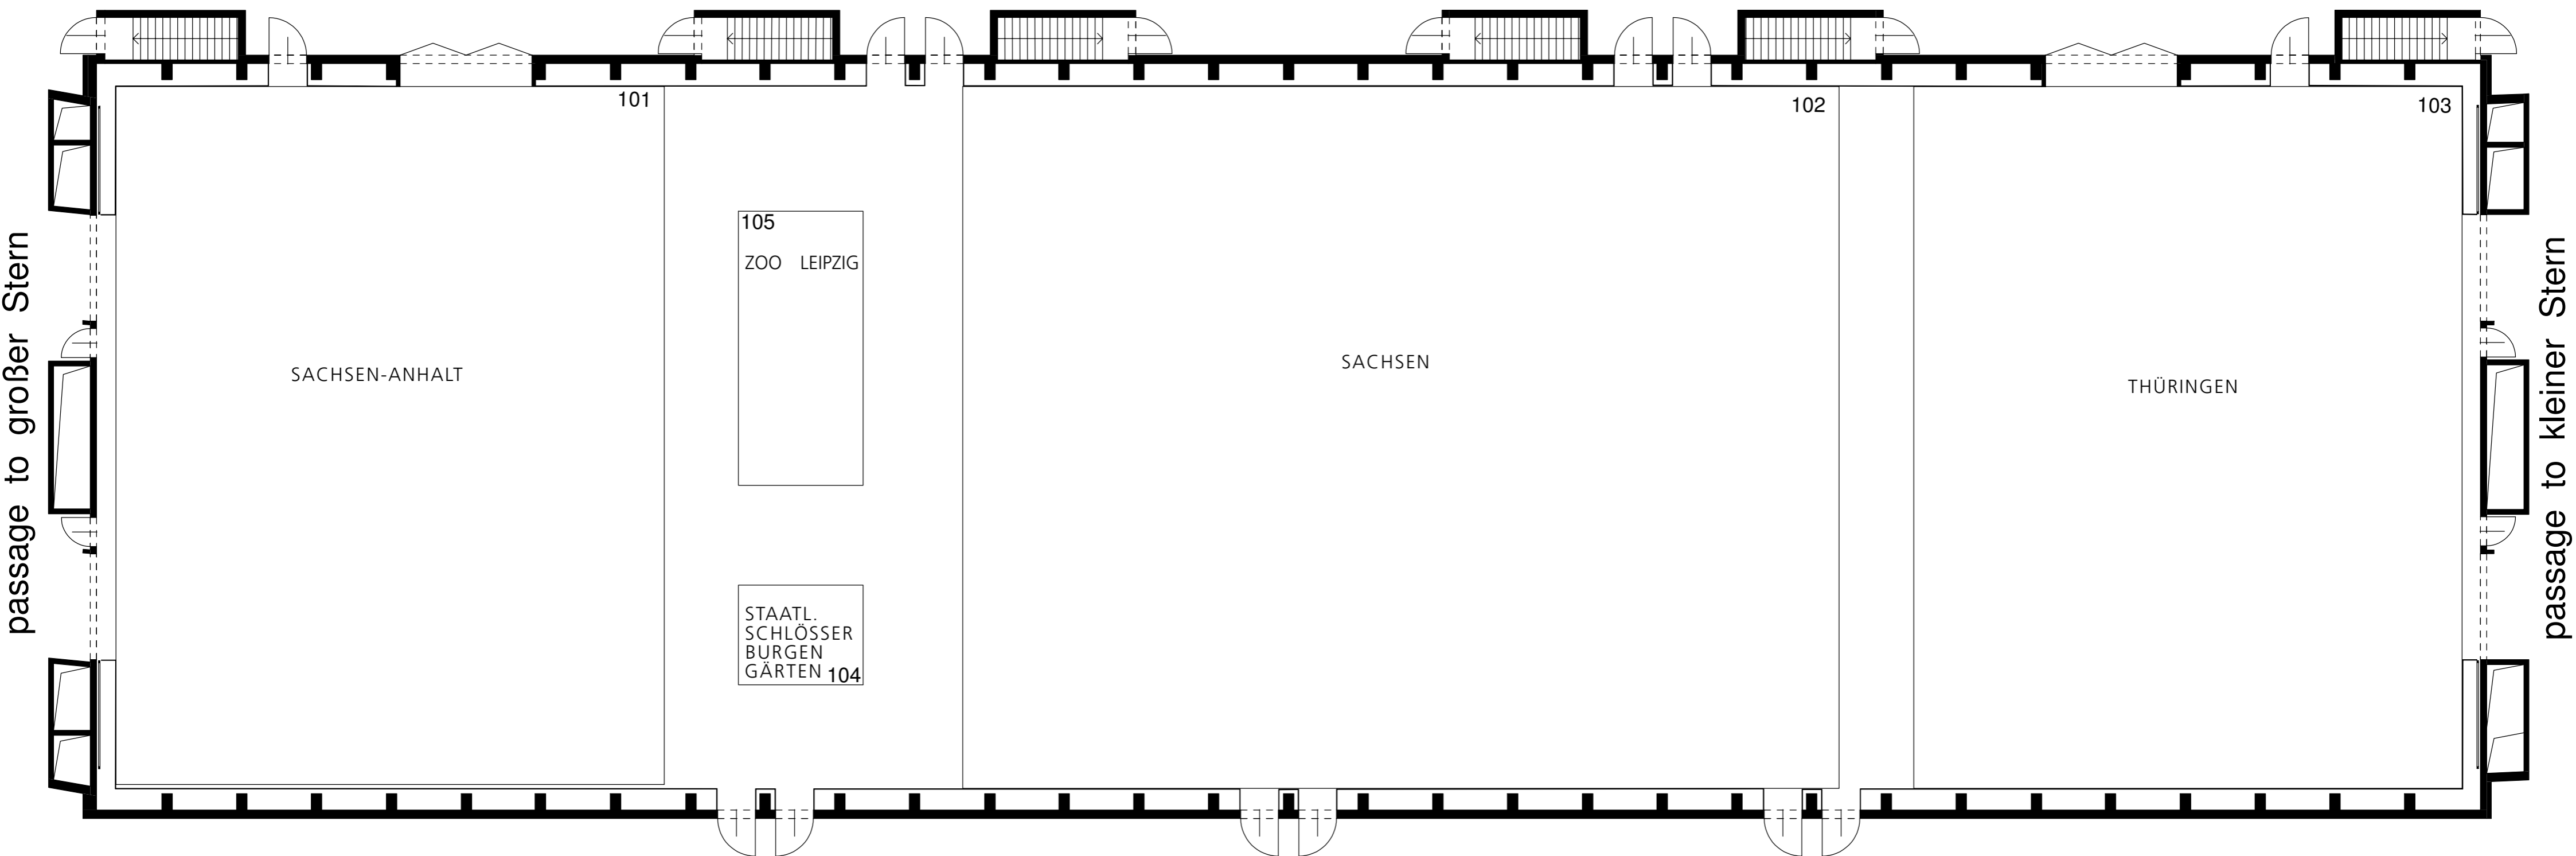 passage to großer Stern
101
SACHSEN-ANHALT
105
ZOO LEIPZIG
STAATL.
SCHLÖSSER
BURGEN
GÄRTEN 104
SACHSEN
102
THÜRINGEN
103
passage to kleiner Stern